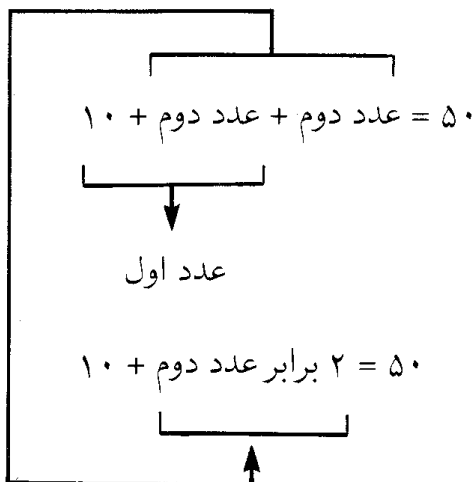 ۱۰ + عدد دوم + عدد دوم = ۵۰
عدد اول
۱۰ + ۲ برابر عدد دوم = ۵۰